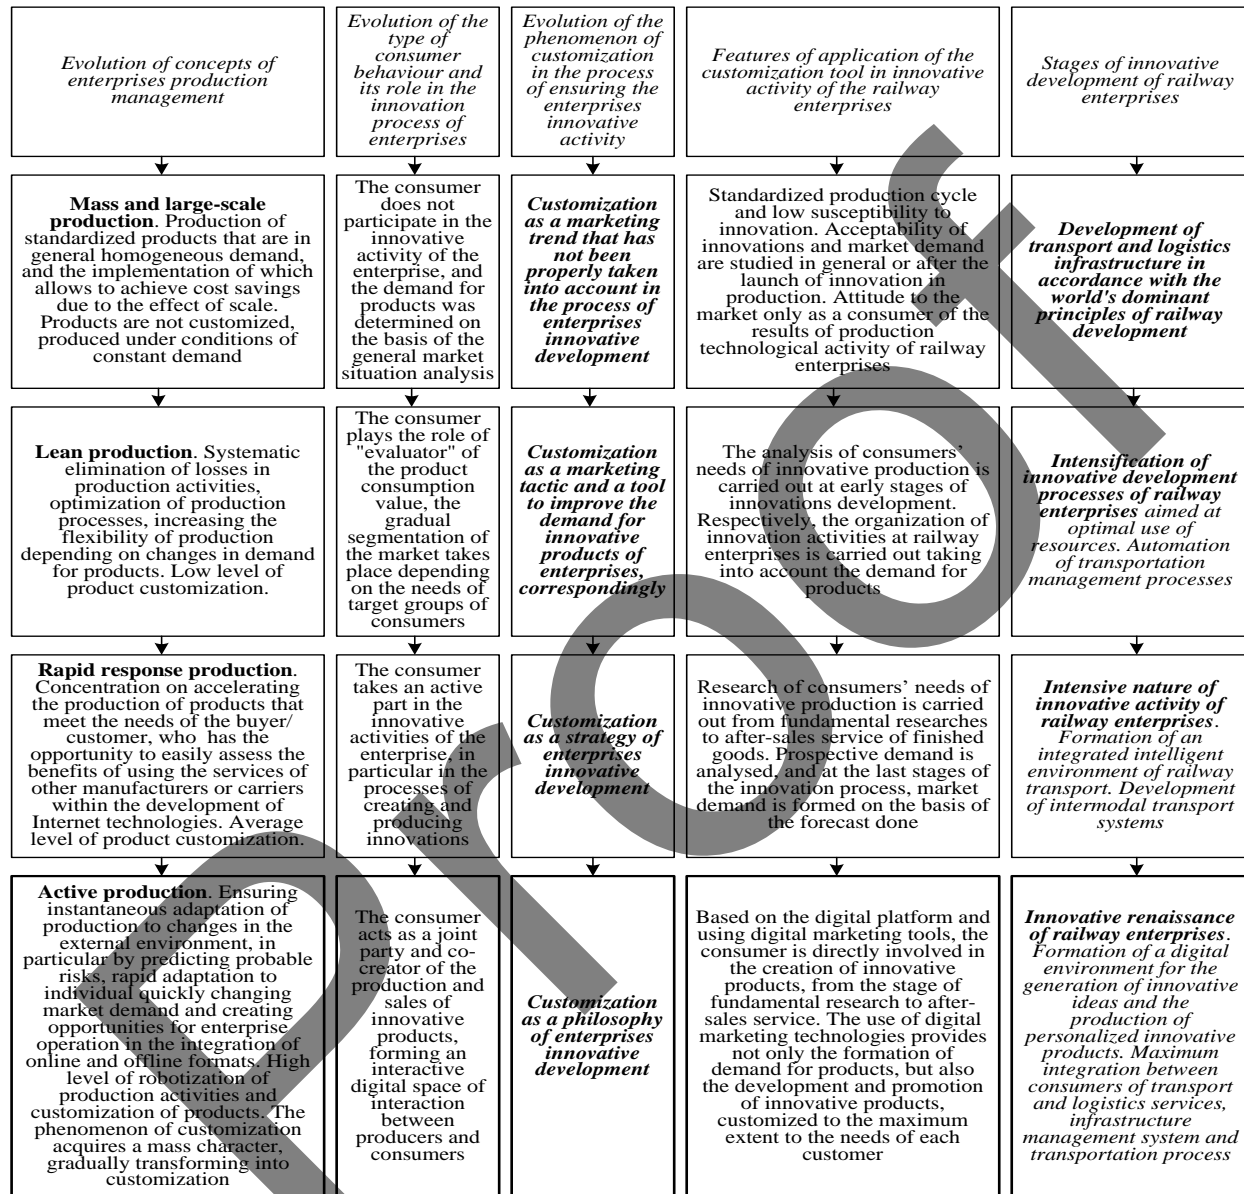 Evolution of concepts of
enterprises production
management
Evolution of the
type of
consumer
behaviour and
its role in the
innovation
process of
enterprises
Evolution of the
phenomenon of
customization
in the process
of ensuring the
enterprises
innovative
activity
Features of application of the
customization tool in innovative
activity of the railway
enterprises
Stages of innovative
development of railway
enterprises
Mass and large-scale
production. Production of
standardized products that are in
general homogeneous demand,
and the implementation of which
allows to achieve cost savings
due to the effect of scale.
Products are not customized,
produced under conditions of
constant demand
The consumer
does not
participate in the
innovative
activity of the
enterprise, and
the demand for
products was
determined on
the basis of the
general market
situation analysis
Customization
as a marketing
trend that has
not been
properly taken
into account in
the process of
enterprises
innovative
development
Standardized production cycle
and low susceptibility to
innovation. Acceptability of
innovations and market demand
are studied in general or after the
launch of innovation in
production. Attitude to the
market only as a consumer of the
results of production
technological activity of railway
enterprises
Development of
transport and logistics
infrastructure in
accordance with the
world's dominant
principles of railway
development
Lean production. Systematic
elimination of losses in
production activities,
optimization of production
processes, increasing the
flexibility of production
depending on changes in demand
for products. Low level of
product customization.
The consumer
plays the role of
"evaluator" of
the product
consumption
value, the
gradual
segmentation of
the market takes
place depending
on the needs of
target groups of
consumers
Customization
as a marketing
tactic and a tool
to improve the
demand for
innovative
products of
enterprises,
correspondingly
The analysis of consumers’
needs of innovative production is
carried out at early stages of
innovations development.
Respectively, the organization of
innovation activities at railway
enterprises is carried out taking
into account the demand for
products
Intensification of
innovative development
processes of railway
enterprises aimed at
optimal use of
resources. Automation
of transportation
management processes
Rapid response production.
Concentration on accelerating
the production of products that
meet the needs of the buyer/
customer, who has the
opportunity to easily assess the
benefits of using the services of
other manufacturers or carriers
within the development of
Internet technologies. Average
level of product customization.
The consumer
takes an active
part in the
innovative
activities of the
enterprise, in
particular in the
processes of
creating and
producing
innovations
Customization
as a strategy of
enterprises
innovative
development
Research of consumers’ needs of
innovative production is carried
out from fundamental researches
to after-sales service of finished
goods. Prospective demand is
analysed, and at the last stages of
the innovation process, market
demand is formed on the basis of
the forecast done
Intensive nature of
innovative activity of
railway enterprises.
Formation of an
integrated intelligent
environment of railway
transport. Development
of intermodal transport
systems
Active production. Ensuring
instantaneous adaptation of
production to changes in the
external environment, in
particular by predicting probable
risks, rapid adaptation to
individual quickly changing
market demand and creating
opportunities for enterprise
operation in the integration of
online and offline formats. High
level of robotization of
production activities and
customization of products. The
phenomenon of customization
acquires a mass character,
gradually transforming into
customization
The consumer
acts as a joint
party and co-
creator of the
production and
sales of
innovative
products,
forming an
interactive
digital space of
interaction
between
producers and
consumers
Customization
as a philosophy
of enterprises
innovative
development
Based on the digital platform and
using digital marketing tools, the
consumer is directly involved in
the creation of innovative
products, from the stage of
fundamental research to after-
sales service. The use of digital
marketing technologies provides
not only the formation of
demand for products, but also
the development and promotion
of innovative products,
customized to the maximum
extent to the needs of each
customer
Innovative renaissance
of railway enterprises.
Formation of a digital
environment for the
generation of innovative
ideas and the
production of
personalized innovative
products. Maximum
integration between
consumers of transport
and logistics services,
infrastructure
management system and
transportation process
Proof